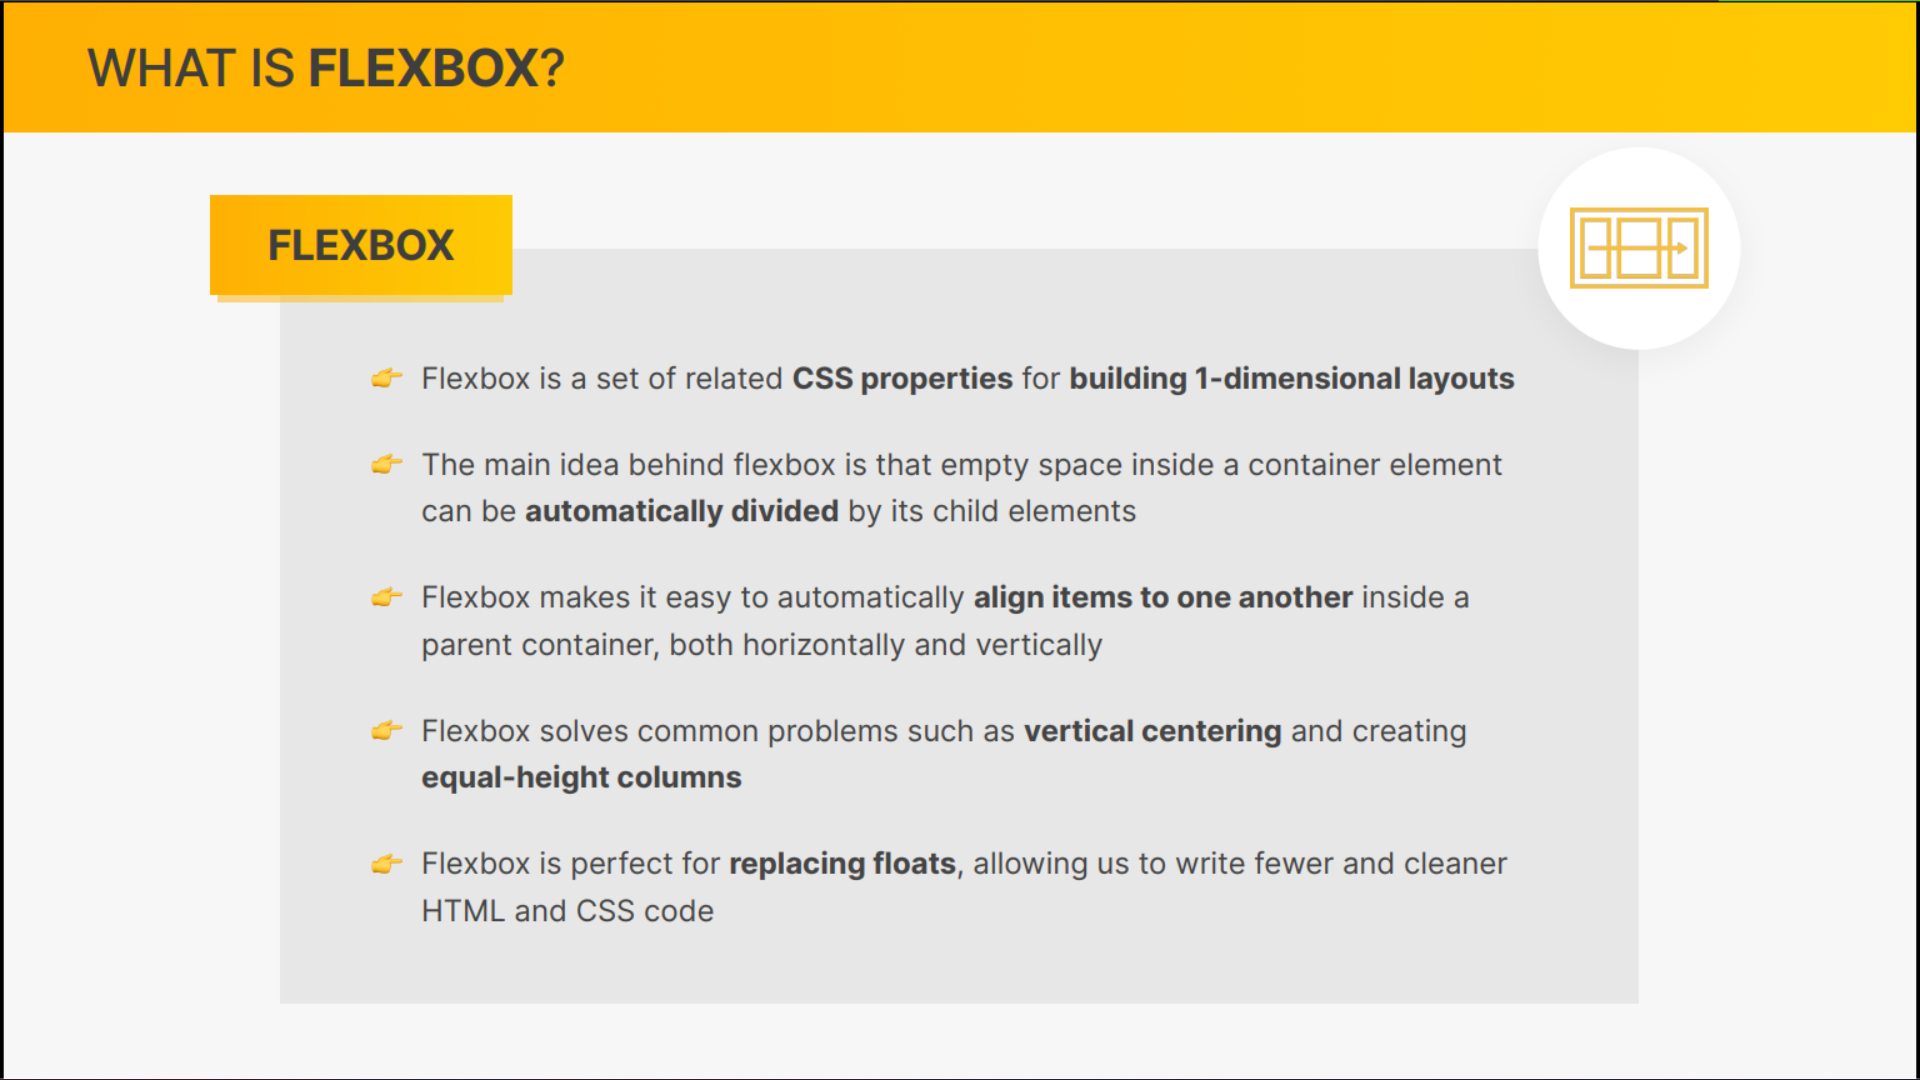 WHAT IS FLEXBOX?
FLEXBOX
👉 Flexbox is a set of related CSS properties for building 1-dimensional layouts
👉 The main idea behind flexbox is that empty space inside a container element
can be automatically divided by its child elements
👉 Flexbox makes it easy to automatically align items to one another inside a
parent container, both horizontally and vertically
👉 Flexbox solves common problems such as vertical centering and creating
equal-height columns
👉 Flexbox is perfect for replacing floats, allowing us to write fewer and cleaner
HTML and CSS code